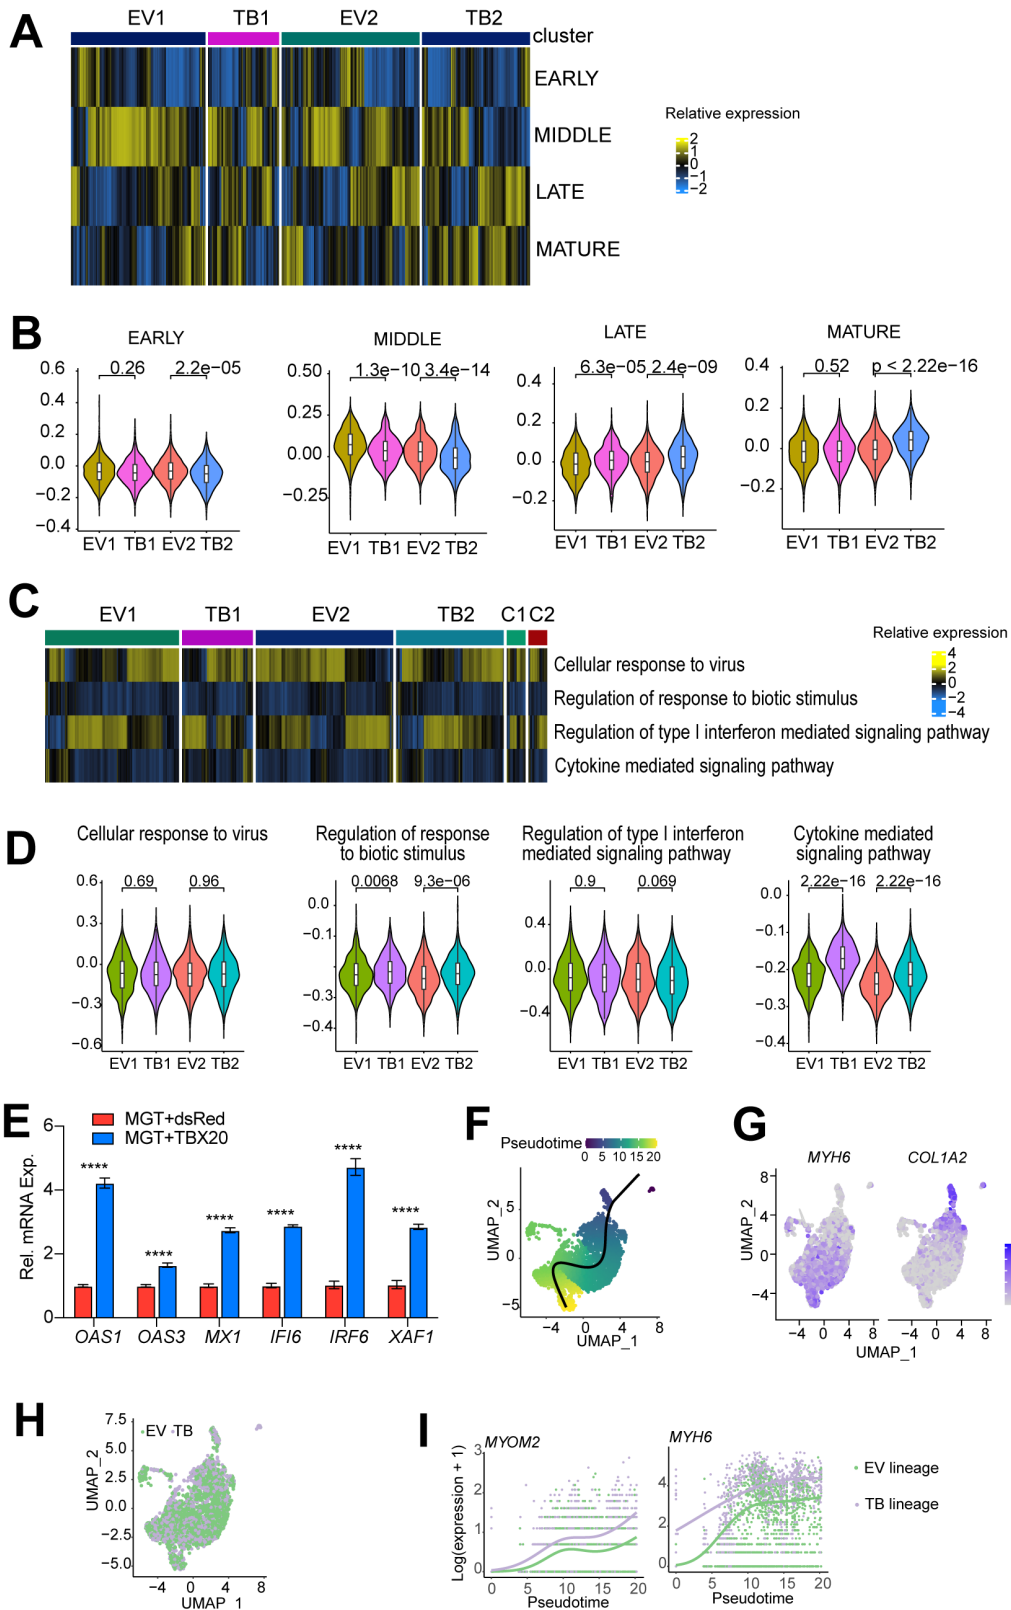 A
EV1 TB1 EV2 TB2
cluster
EARLY
MIDDLE
LATE
MATURE
Relative expression
2
1
0
−1
−2
B
EARLY
0.26 2.2e−05
0.6
0.4
0.2
0.0
−0.2
−0.4
EV1 TB1 EV2 TB2
MIDDLE
1.3e−10 3.4e−14
0.50
0.25
0.00
−0.25
EV1 TB1 EV2 TB2
LATE
6.3e−05 2.4e−09
0.4
0.2
0.0
−0.2
EV1 TB1 EV2 TB2
MATURE
0.52 p < 2.22e−16
0.4
0.2
0.0
−0.2
EV1 TB1 EV2 TB2
C
EV1 TB1 EV2 TB2 C1 C2
Cellular response to virus
Regulation of response to biotic stimulus
Regulation of type I interferon mediated signaling pathway
Cytokine mediated signaling pathway
Relative expression
4
2
0
−2
−4
D
Cellular response to virus
0.69 0.96
0.6
0.3
0.0
−0.3
−0.6
EV1 TB1 EV2 TB2
Regulation of response
to biotic stimulus
0.0068 9.3e−06
0.0
−0.1
−0.2
−0.3
−0.4
EV1 TB1 EV2 TB2
Regulation of type I interferon
mediated signaling pathway
0.9 0.069
0.4
0.0
−0.4
EV1 TB1 EV2 TB2
Cytokine mediated
signaling pathway
2.22e−16 2.22e−16
0.0
−0.1
−0.2
−0.3
−0.4
EV1 TB1 EV2 TB2
E
MGT+dsRed
MGT+TBX20
Rel. mRNA Exp.
6
4
2
0
**** **** **** **** **** ****
OAS1 OAS3 MX1 IFI6 IRF6 XAF1
F
Pseudotime
0 5 10 15 20
UMAP_2
5
0
−5
−4 0 4 8
UMAP_1
G
MYH6 COL1A2
UMAP_2
8
4
0
−4
−4 0 4 8 −4 0 4 8
UMAP_1
H
EV TB
UMAP_2
7.5
5.0
2.5
0.0
−2.5
−5.0
−4 0 4 8
UMAP_1
I
MYOM2
Log(expression + 1)
3
2
1
0
0 5 10 15 20
Pseudotime
MYH6
4
2
0
0 5 10 15 20
Pseudotime
EV lineage
TB lineage